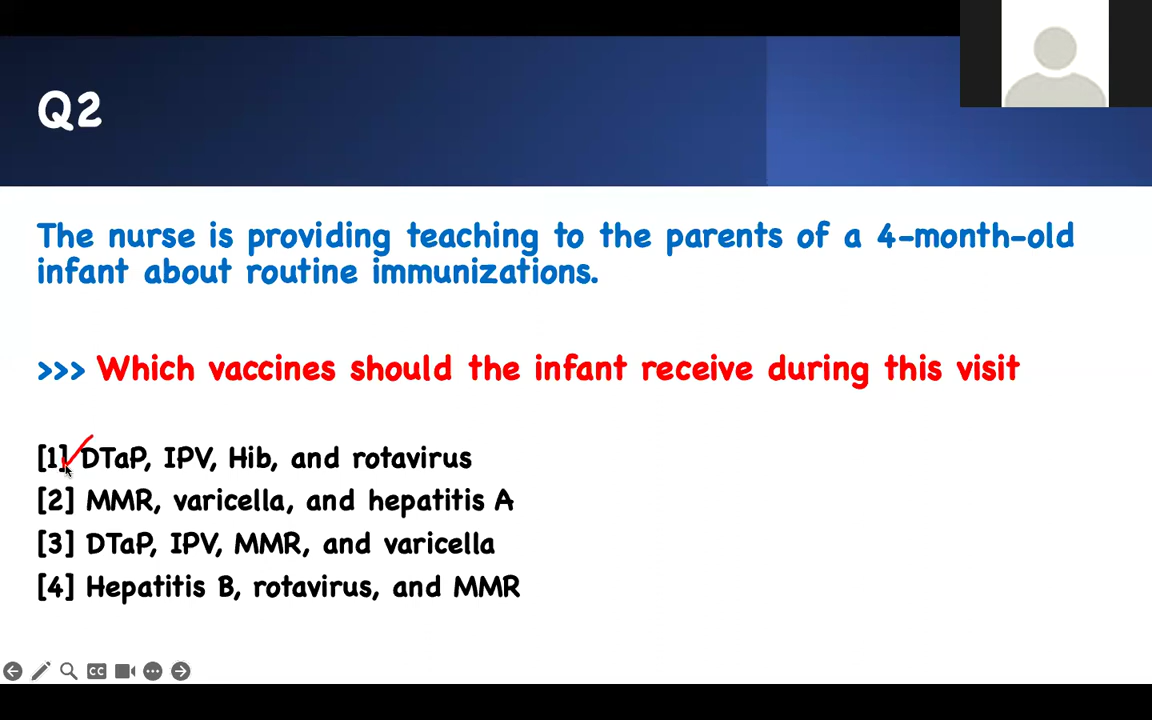 Q2
The nurse is providing teaching to the parents of a 4-month-old
infant about routine immunizations.
>>> Which vaccines should the infant receive during this visit
[1] DTaP, IPV, Hib, and rotavirus
[2] MMR, varicella, and hepatitis A
[3] DTaP, IPV, MMR, and varicella
[4] Hepatitis B, rotavirus, and MMR
CC